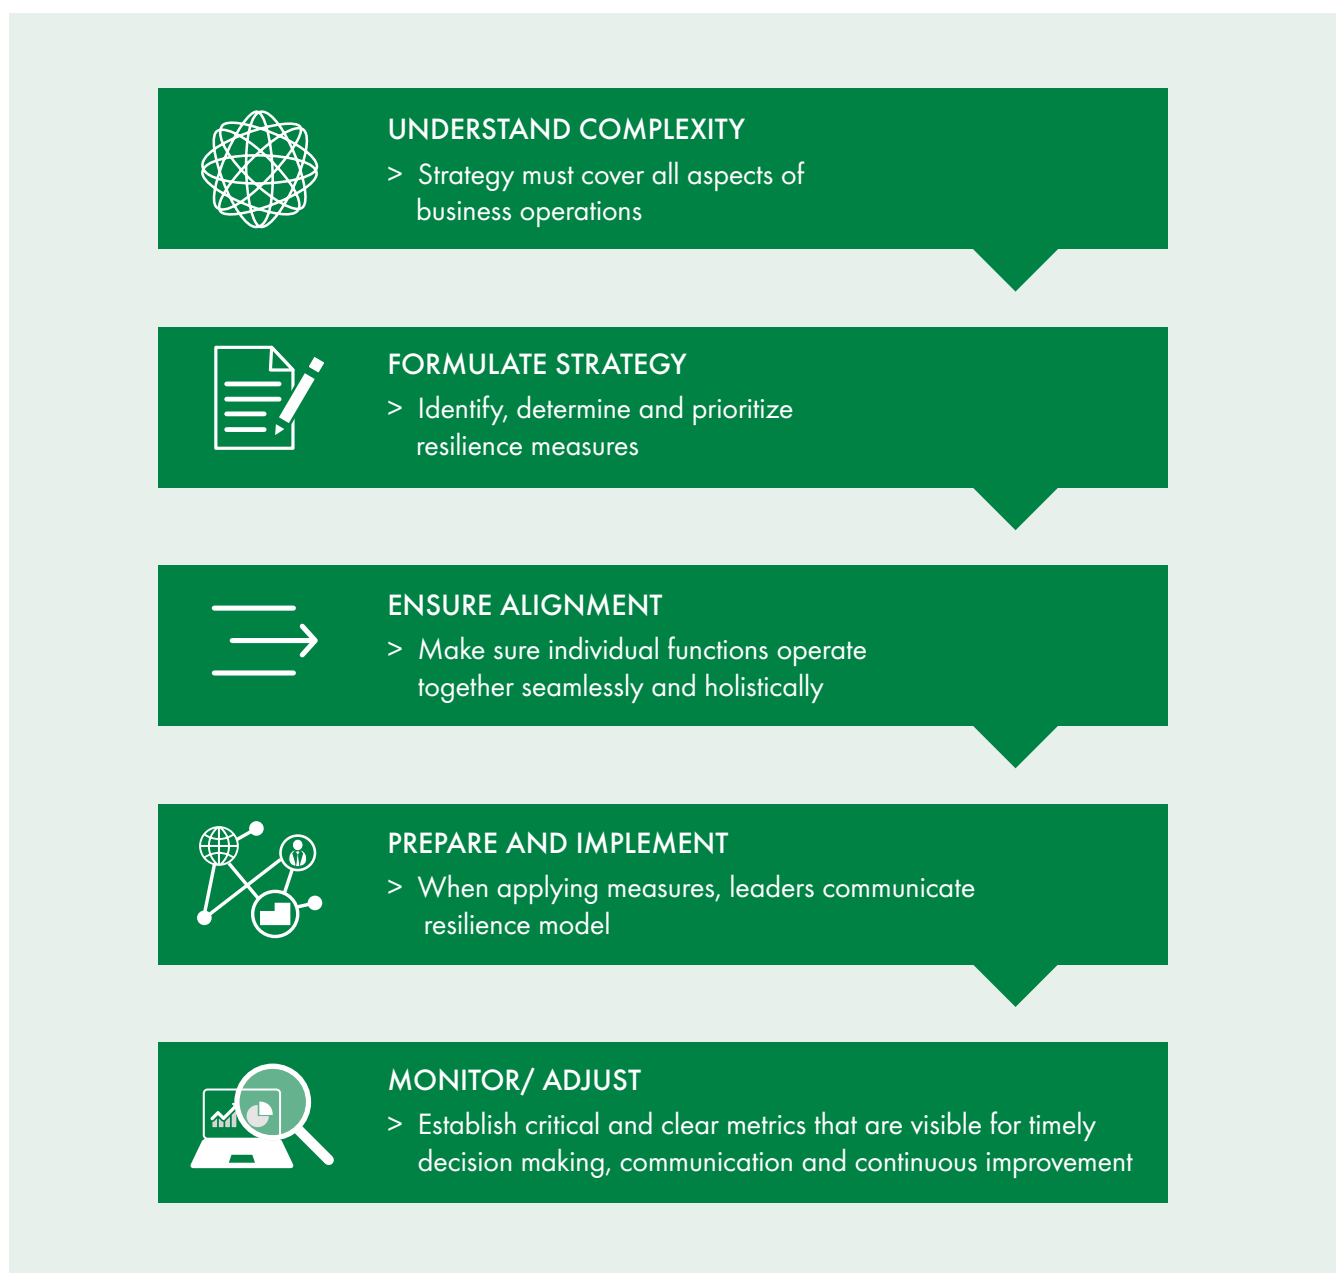 UNDERSTAND COMPLEXITY
> Strategy must cover all aspects of
business operations
FORMULATE STRATEGY
> Identify, determine and prioritize
resilience measures
ENSURE ALIGNMENT
> Make sure individual functions operate
together seamlessly and holistically
PREPARE AND IMPLEMENT
> When applying measures, leaders communicate
resilience model
MONITOR/ ADJUST
> Establish critical and clear metrics that are visible for timely
decision making, communication and continuous improvement